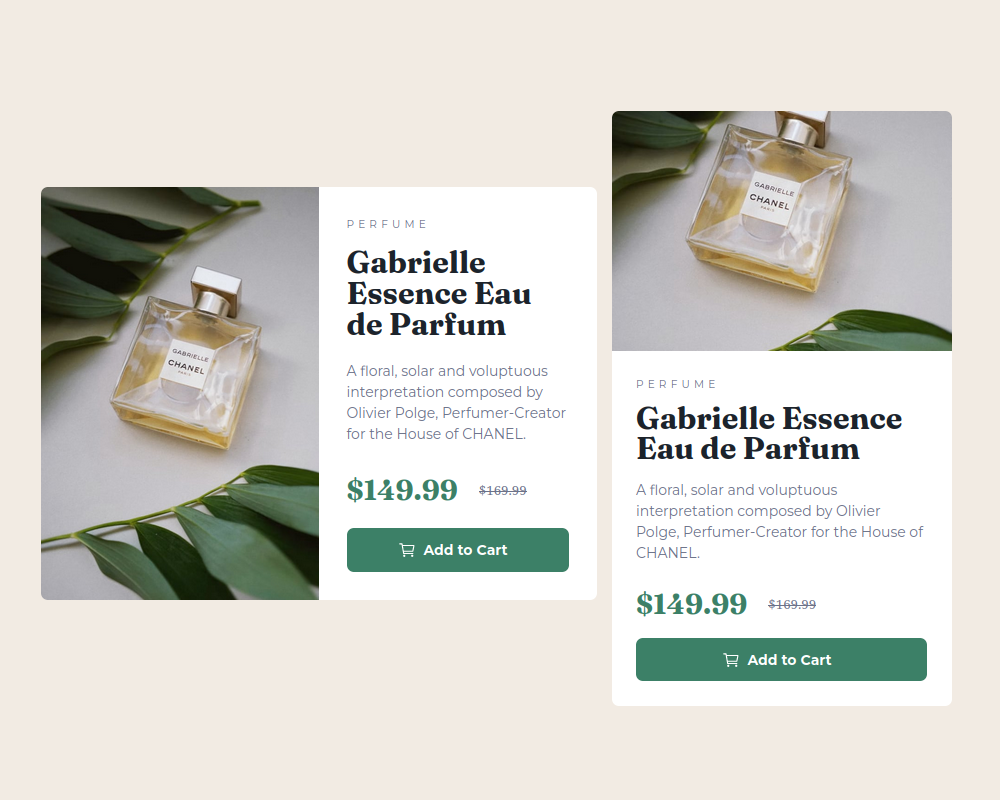 GABRIELLE
CHANEL
PARIS
PERFUME
Gabrielle
Essence Eau
de Parfum
A floral, solar and voluptuous
interpretation composed by
Olivier Polge, Perfumer-Creator
for the House of CHANEL.
$149.99 $169.99
Add to Cart
GABRIELLE
CHANEL
PARIS
PERFUME
Gabrielle Essence
Eau de Parfum
A floral, solar and voluptuous
interpretation composed by Olivier
Polge, Perfumer-Creator for the House of
CHANEL.
$149.99 $169.99
Add to Cart